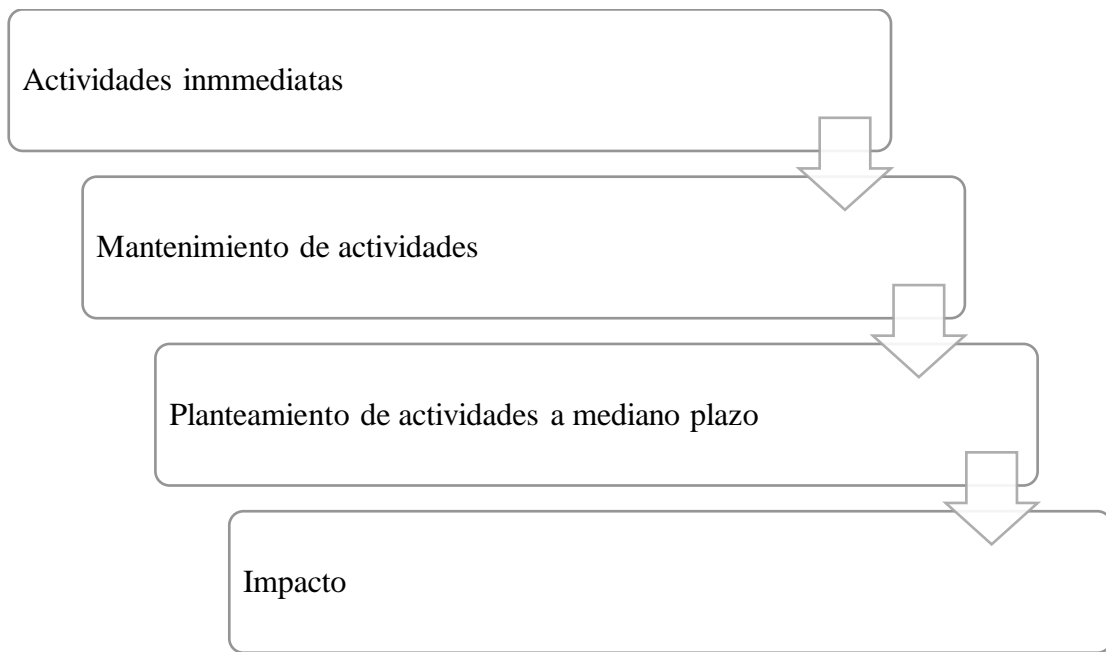 Actividades inmmediatas
Mantenimiento de actividades
Planteamiento de actividades a mediano plazo
Impacto